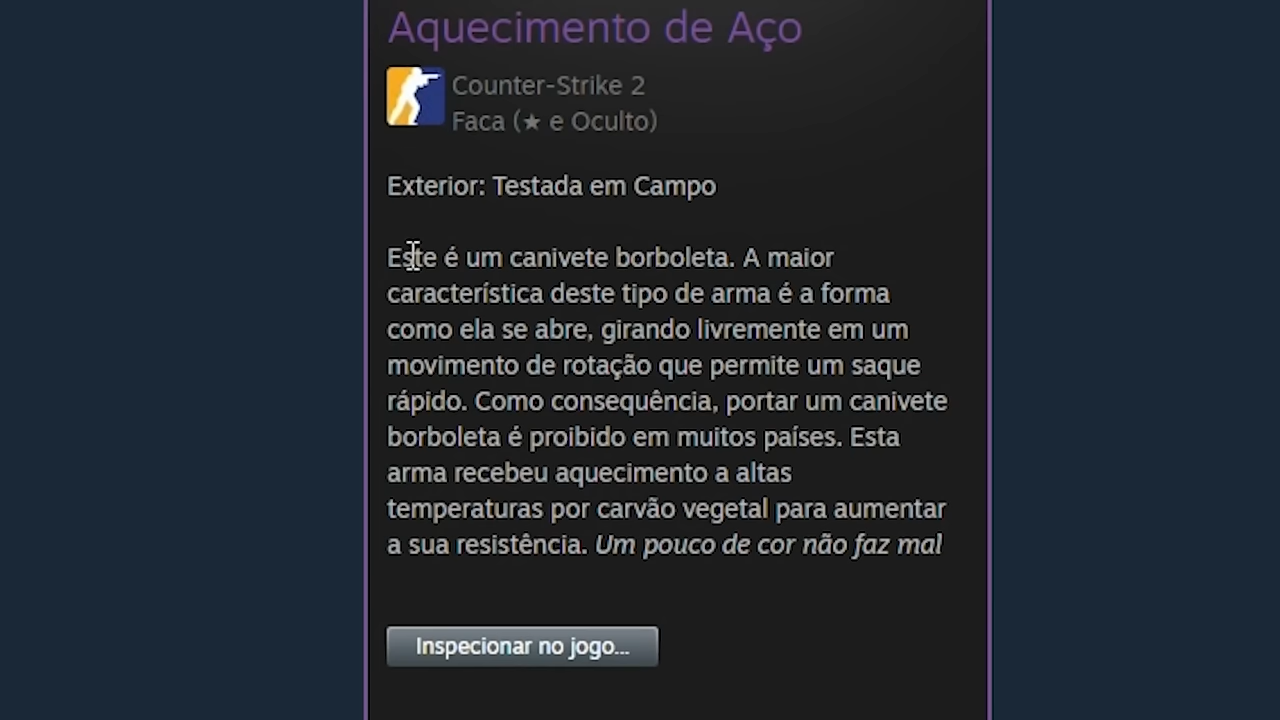 Aquecimento de Aço
Counter-Strike 2
Faca (★ e Oculto)
Exterior: Testada em Campo
Este é um canivete borboleta. A maior
característica deste tipo de arma é a forma
como ela se abre, girando livremente em um
movimento de rotação que permite um saque
rápido. Como consequência, portar um canivete
borboleta é proibido em muitos países. Esta
arma recebeu aquecimento a altas
temperaturas por carvão vegetal para aumentar
a sua resistência. Um pouco de cor não faz mal
Inspecionar no jogo...